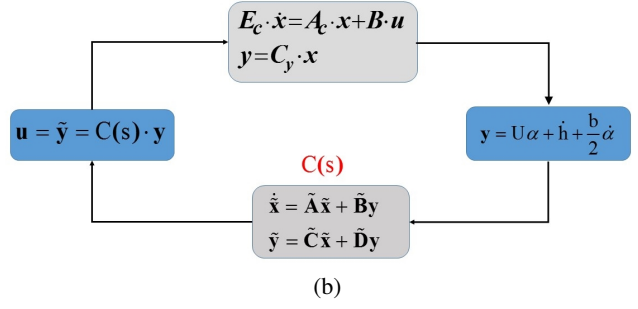 E_c·ẋ=A_c·x+B·u
y=C_y·x
u = ỹ = C(s)·y
y = Uα + ḣ + b/2 α̇
C(s)
x̃̇ = Ãx̃ + B̃y
ỹ = C̃x̃ + D̃y
(b)